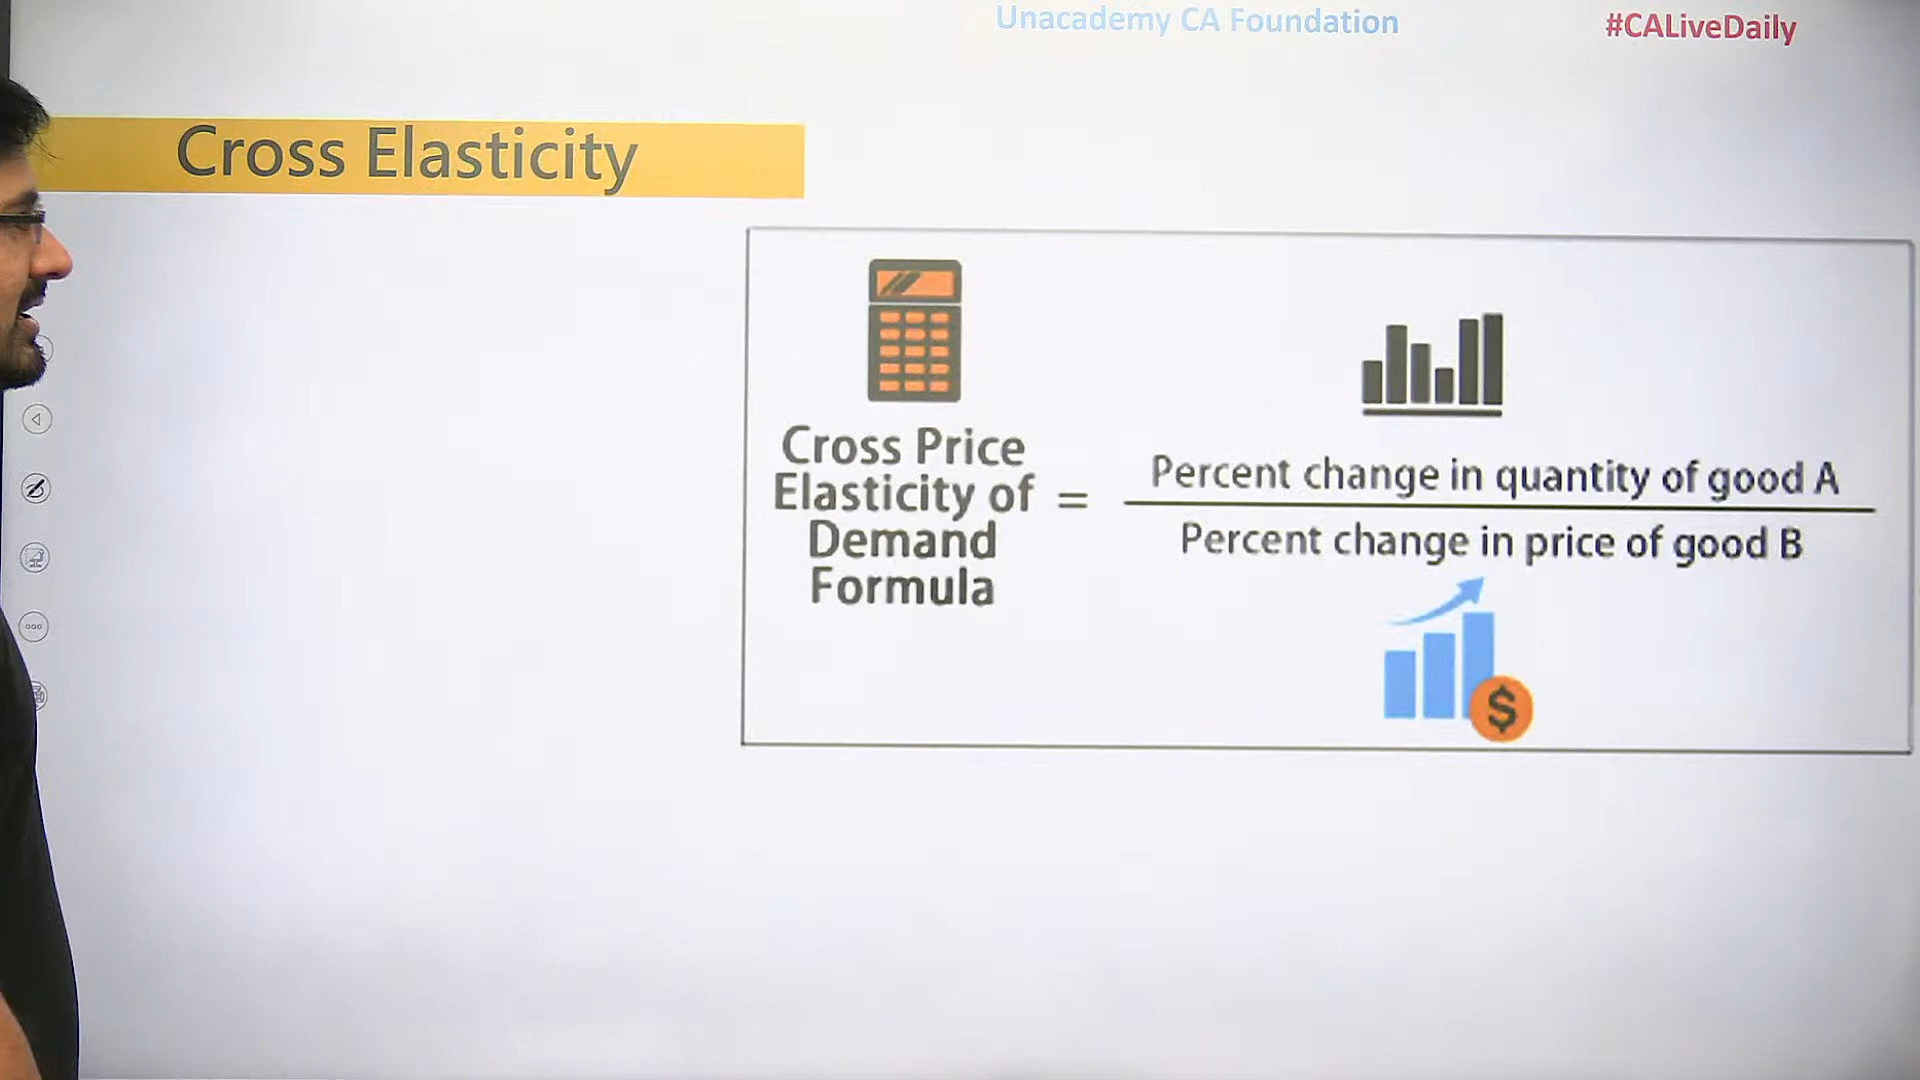 Unacademy CA Foundation
#CALiveDaily
Cross Elasticity
Cross Price
Elasticity of
Demand
Formula
=
Percent change in quantity of good A
Percent change in price of good B
$